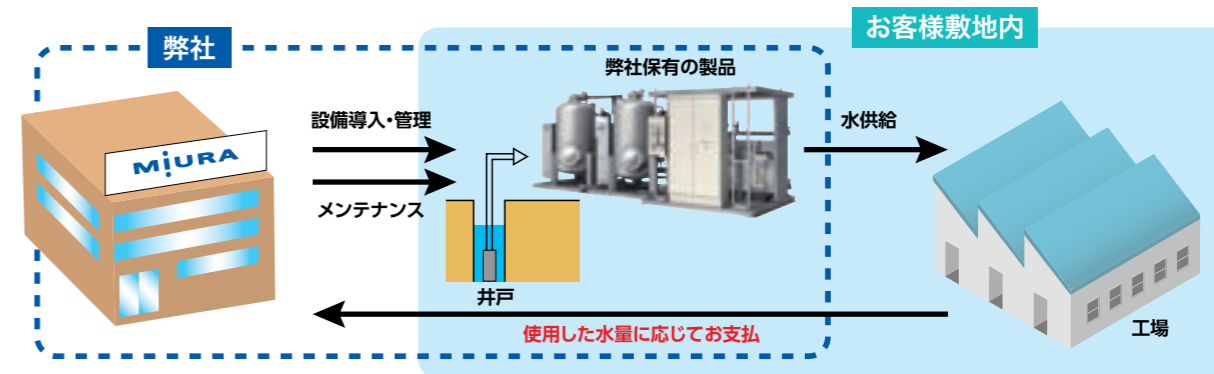 お客様敷地内
弊社
弊社保有の製品
設備導入・管理
水供給
MIURA
メンテナンス
井戸
使用した水量に応じてお支払
工場